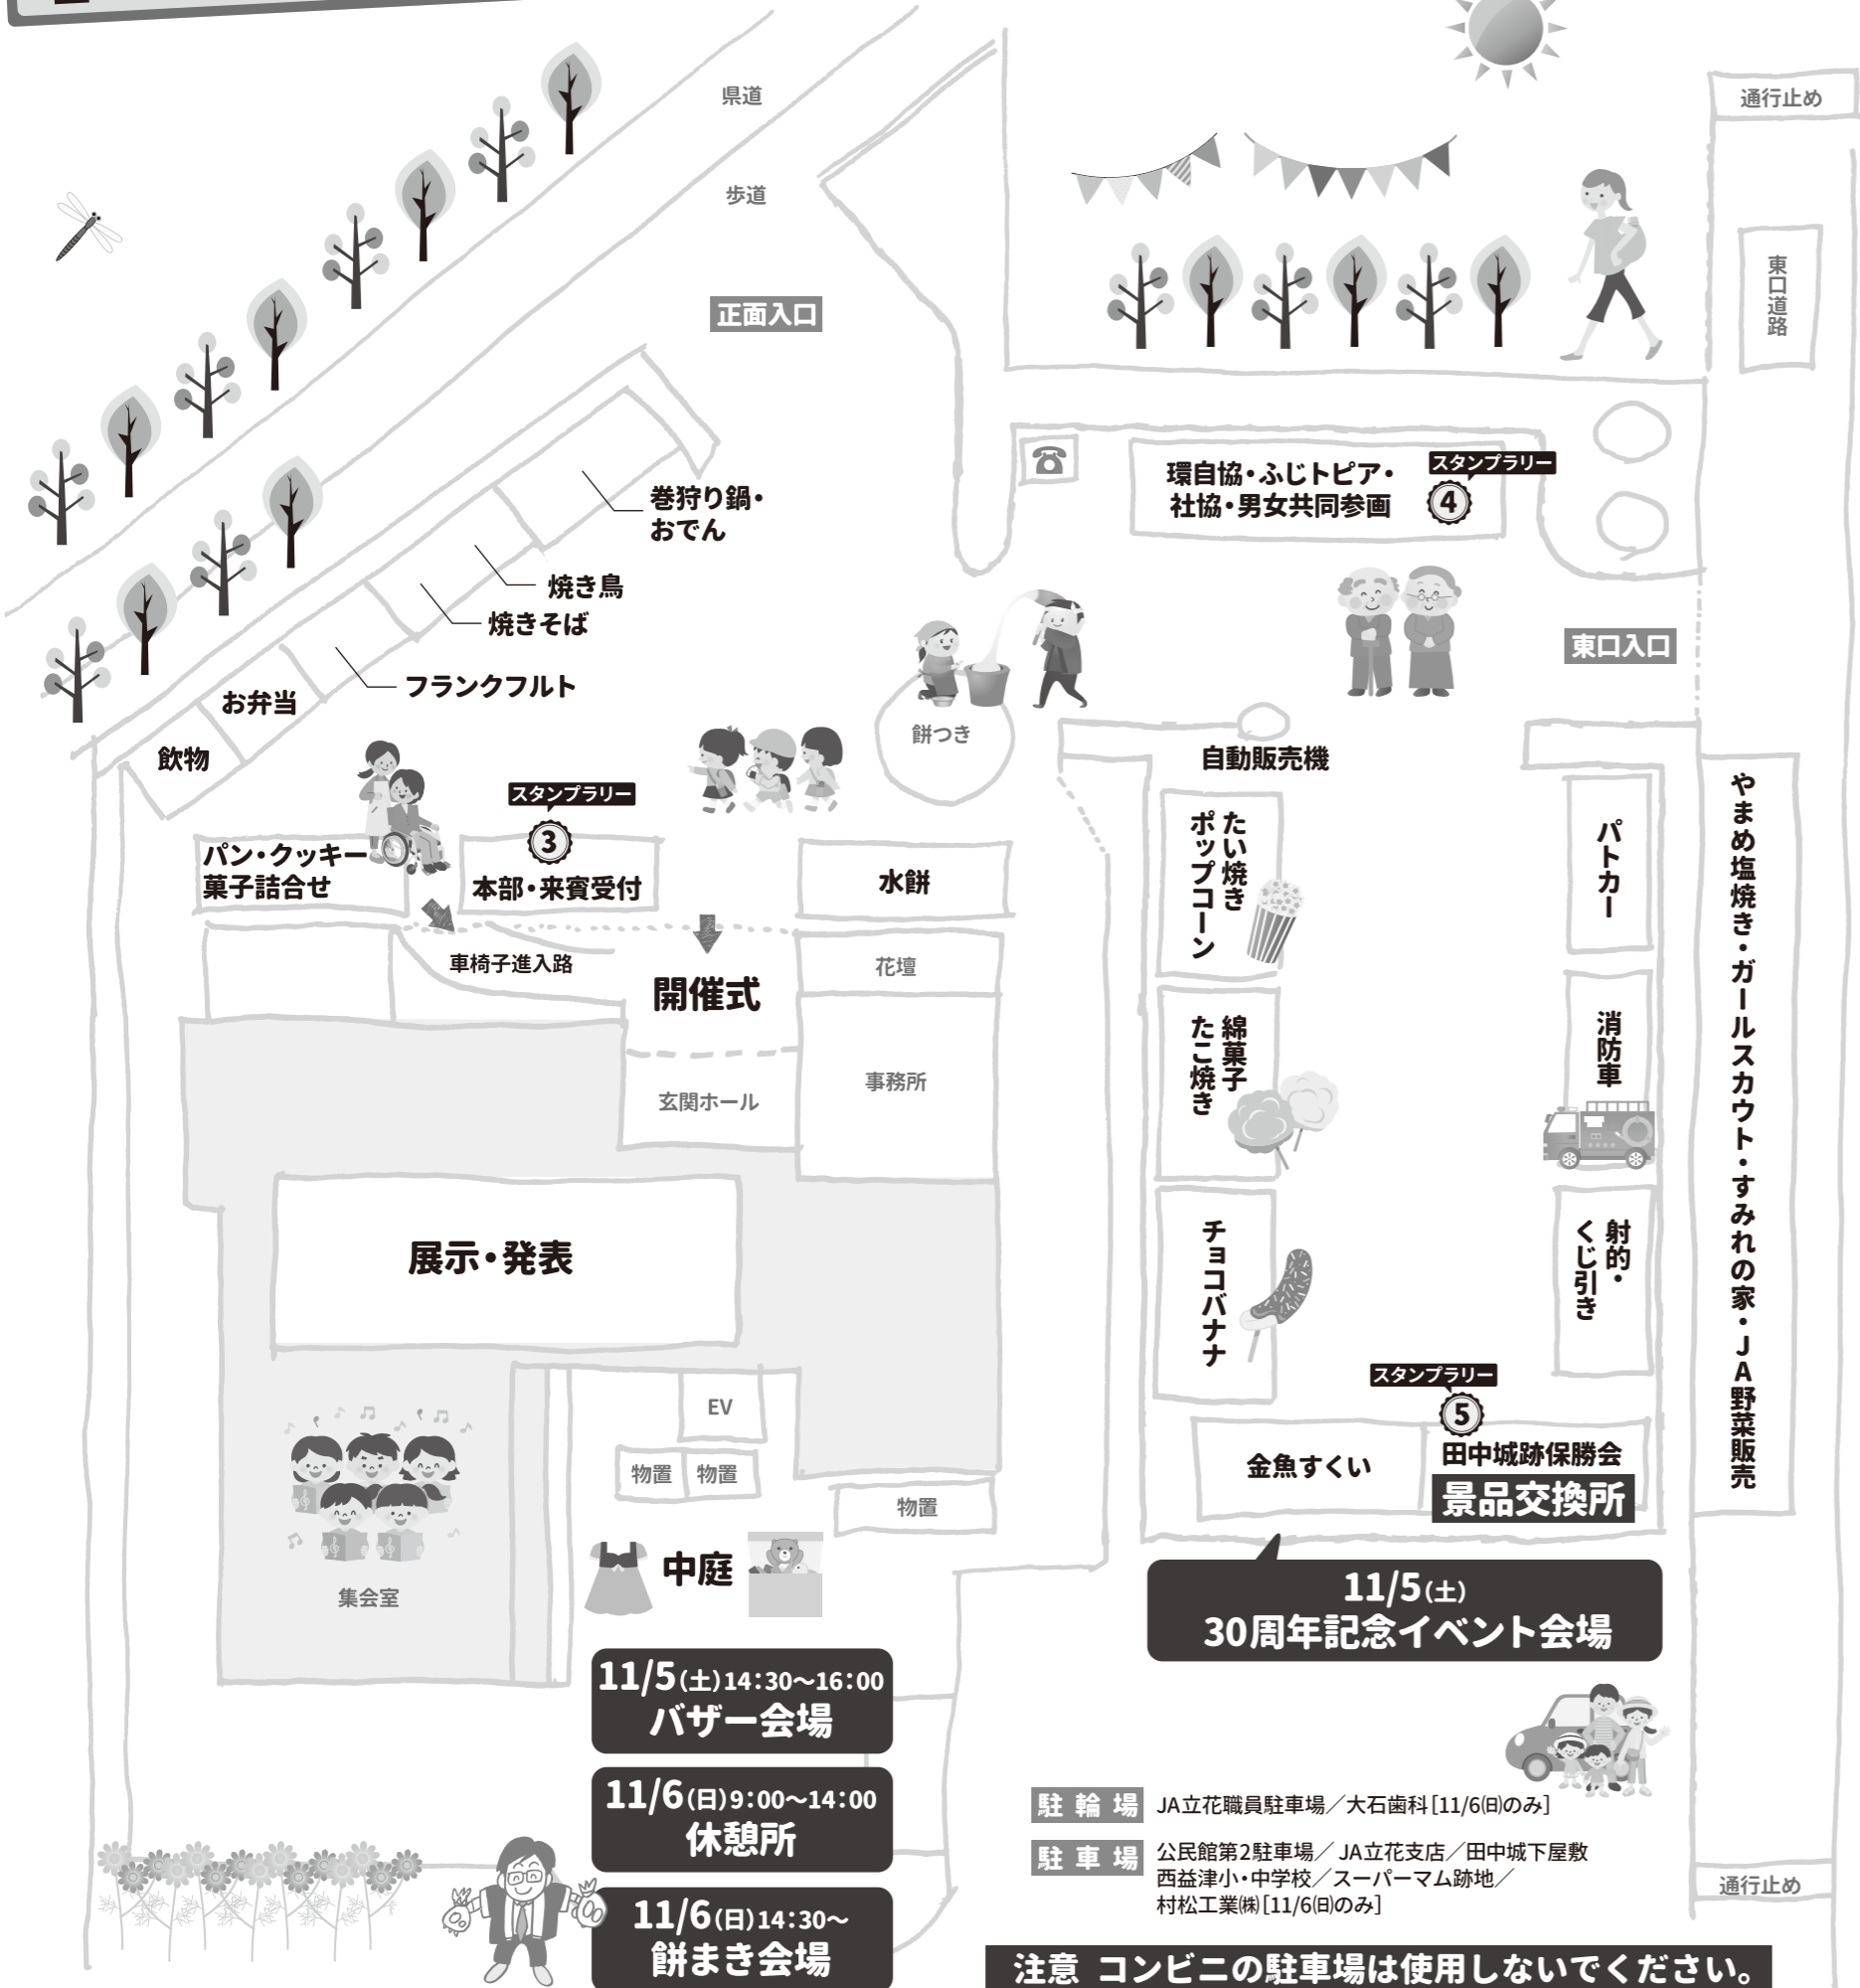 県道
通行止め
歩道
東口道路
正面入口
巻狩り鍋・
おでん
環自協・ふじトピア・
社協・男女共同参画
スタンプラリー
4
焼き鳥
焼きそば
東口入口
フランクフルト
お弁当
飲物
餅つき
自動販売機
スタンプラリー
3
パン・クッキー
菓子詰合せ
本部・来賓受付
水餅
たい焼き
ポップコーン
パトカー
やまめ塩焼き・ガールスカウト・すみれの家・JA野菜販売
車椅子進入路
開催式
花壇
綿菓子
たこ焼き
消防車
玄関ホール
事務所
展示・発表
チョコバナナ
射的・
くじ引き
EV
物置
物置
物置
スタンプラリー
5
金魚すくい
田中城跡保勝会
景品交換所
集会室
中庭
11/5(土)
30周年記念イベント会場
11/5(土)14:30〜16:00
バザー会場
11/6(日)9:00〜14:00
休憩所
11/6(日)14:30〜
餅まき会場
駐輪場 JA立花職員駐車場／大石歯科[11/6㈰のみ]
駐車場 公民館第2駐車場／JA立花支店／田中城下屋敷
西益津小・中学校／スーパーマム跡地／
村松工業㈱[11/6㈰のみ]
通行止め
注意 コンビニの駐車場は使用しないでください。